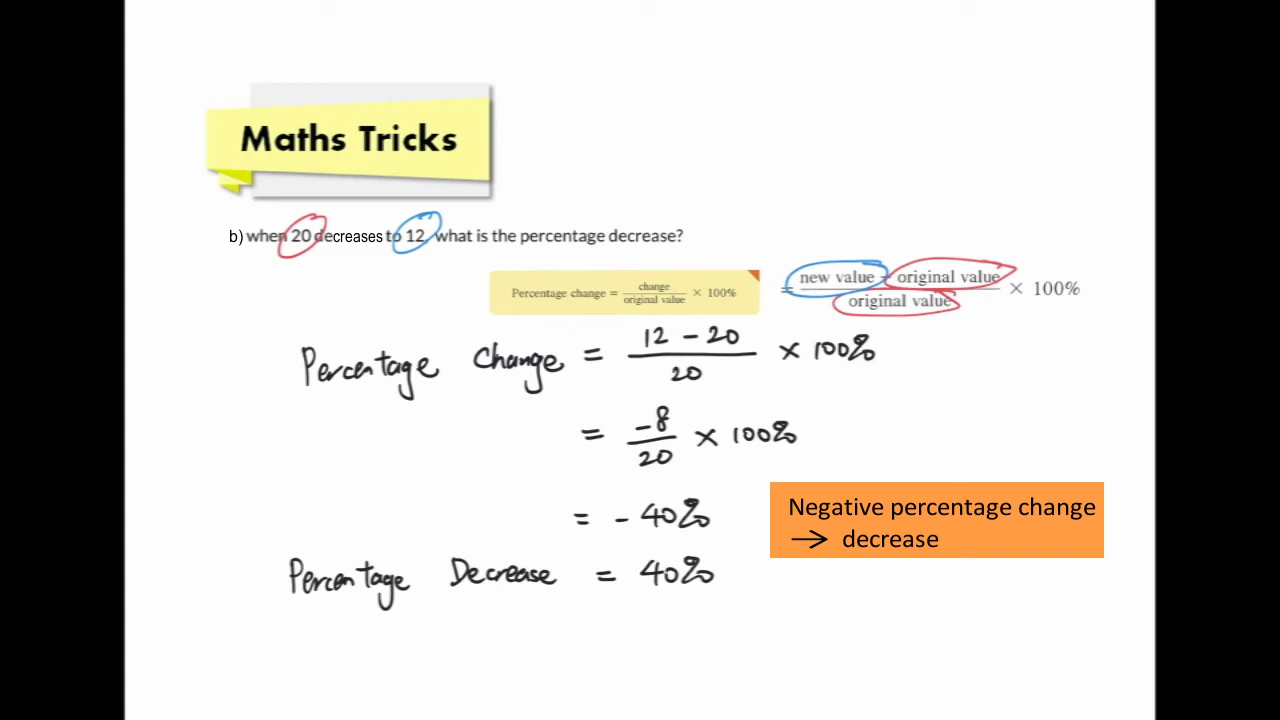 Maths Tricks
b) when 20 decreases to 12, what is the percentage decrease?
Percentage change = change / original value × 100%
= new value − original value / original value × 100%
Percentage Change = 12 - 20 / 20 × 100%
= -8 / 20 × 100%
= - 40%
Negative percentage change
→ decrease
Percentage Decrease = 40%